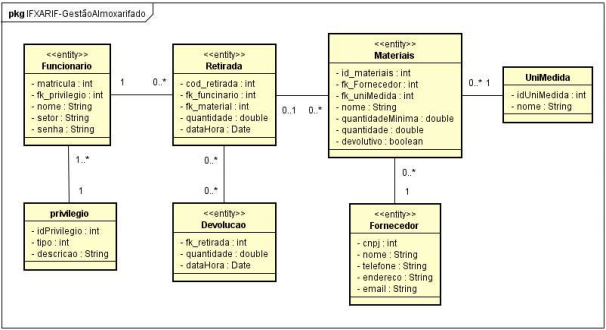 pkg IFXARIF-GestãoAlmoxarifado
<<entity>>
Funcionario
- matricula : int
- fk_privilegio : int
- nome : String
- setor : String
- senha : String
1
0..*
<<entity>>
Retirada
- cod_retirada : int
- fk_funcinario : int
- fk_material : int
- quantidade : double
- dataHora : Date
0..1
0..*
<<entity>>
Materiais
- id_materiais : int
- fk_Fornecedor : int
- fk_uniMedida : int
- nome : String
- quantidadeMinima : double
- quantidade : double
- devolutivo : boolean
0..*
1
UniMedida
- idUniMedida : int
- nome : String
1..*
1
0..*
0..*
0..*
1
privilegio
- idPrivilegio : int
- tipo : int
- descricao : String
<<entity>>
Devolucao
- fk_retirada : int
- quantidade : double
- dataHora : Date
<<entity>>
Fornecedor
- cnpj : int
- nome : String
- telefone : String
- endereco : String
- email : String